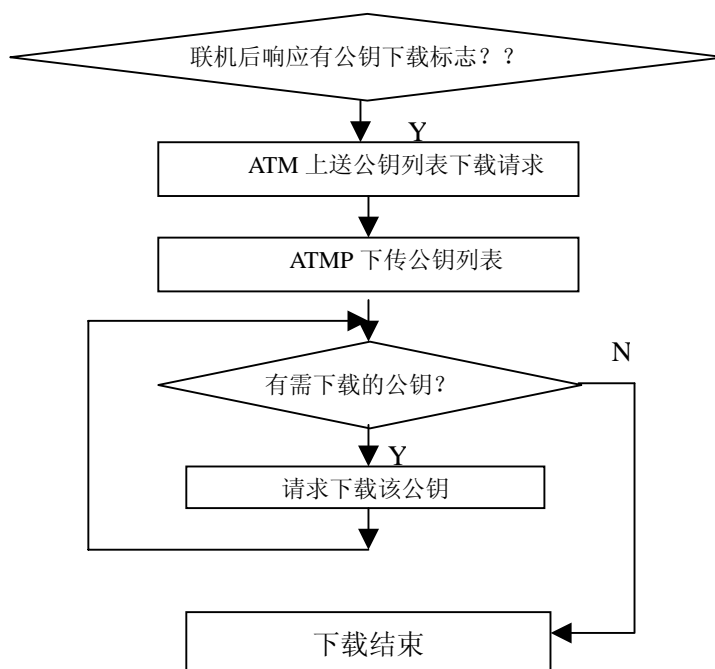 联机后响应有公钥下载标志？？
Y
ATM 上送公钥列表下载请求
ATMP 下传公钥列表
N
有需下载的公钥？
Y
请求下载该公钥
下载结束